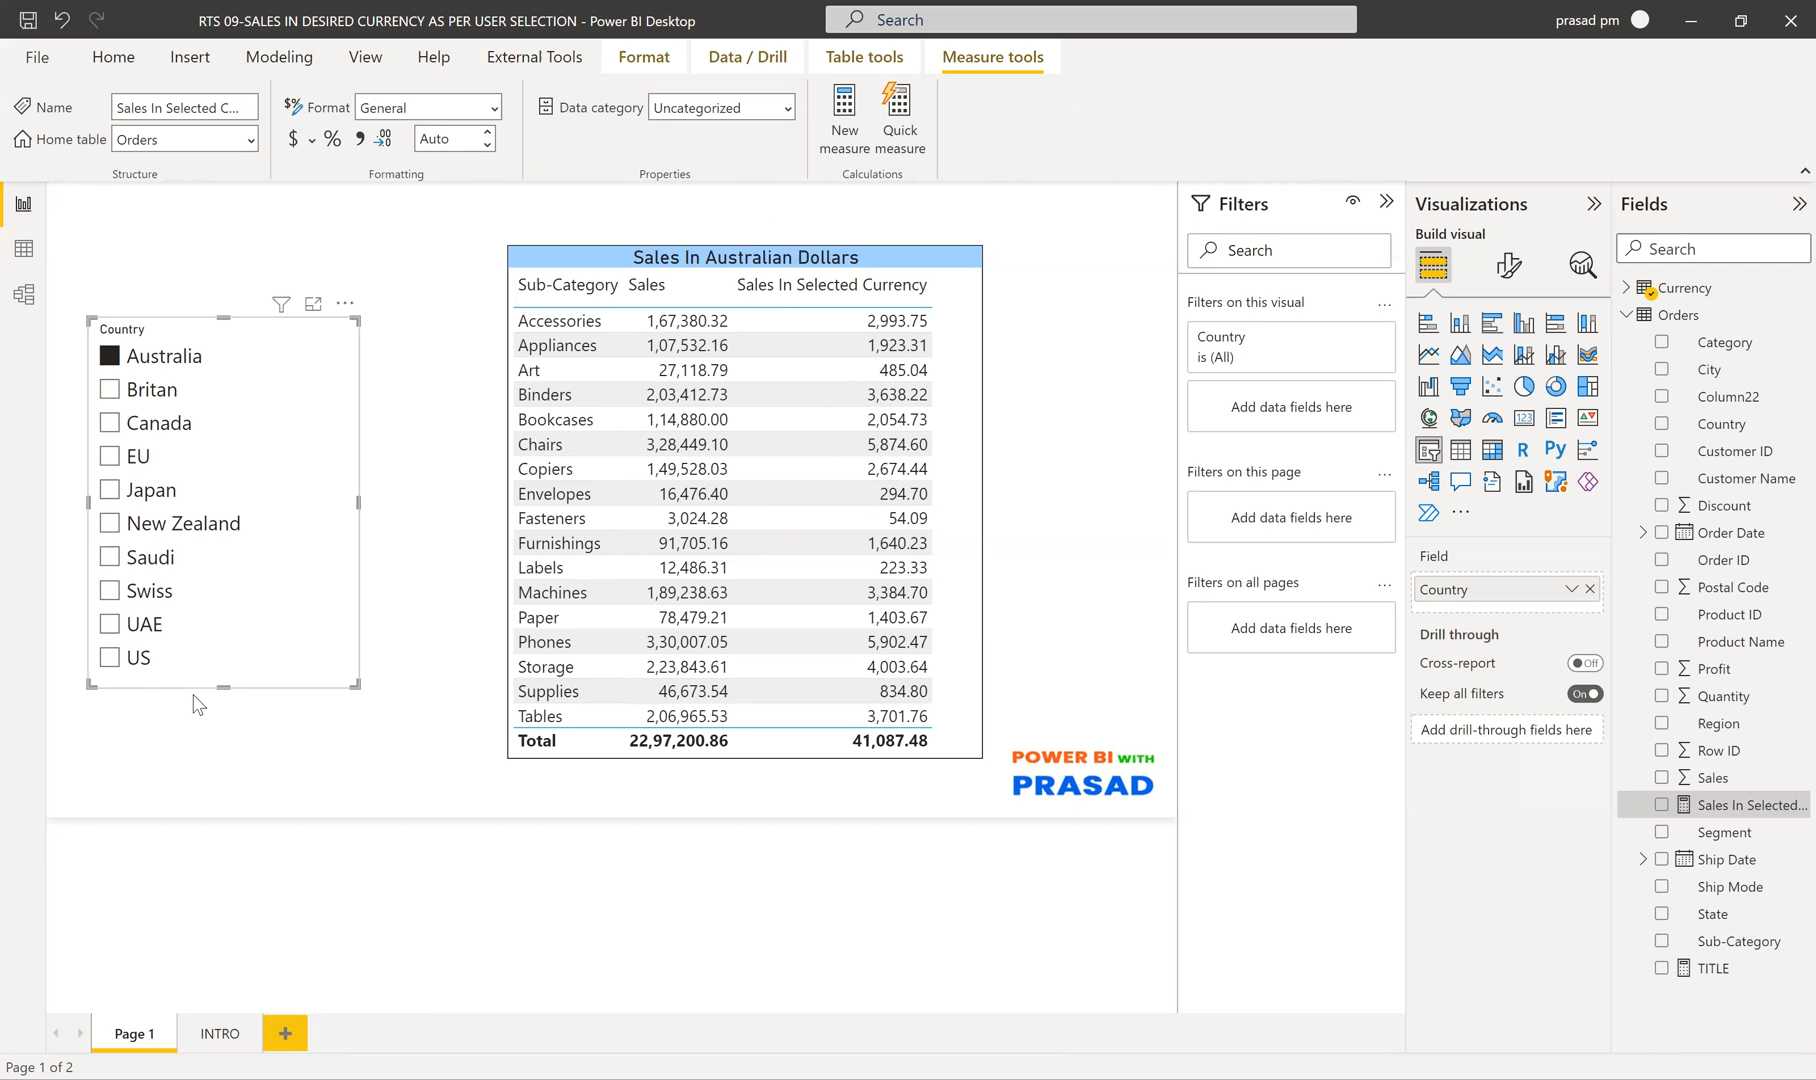 RTS 09-SALES IN DESIRED CURRENCY AS PER USER SELECTION - Power BI Desktop
Search
prasad pm
File
Home
Insert
Modeling
View
Help
External Tools
Format
Data / Drill
Table tools
Measure tools
Name
Sales In Selected C...
Home table
Orders
Structure
$% Format
General
$ % , .00
Auto
Formatting
Data category
Uncategorized
Properties
New measure
Quick measure
Calculations
Country
Australia
Britan
Canada
EU
Japan
New Zealand
Saudi
Swiss
UAE
US
Sales In Australian Dollars
Sub-Category Sales Sales In Selected Currency
Accessories 1,67,380.32 2,993.75
Appliances 1,07,532.16 1,923.31
Art 27,118.79 485.04
Binders 2,03,412.73 3,638.22
Bookcases 1,14,880.00 2,054.73
Chairs 3,28,449.10 5,874.60
Copiers 1,49,528.03 2,674.44
Envelopes 16,476.40 294.70
Fasteners 3,024.28 54.09
Furnishings 91,705.16 1,640.23
Labels 12,486.31 223.33
Machines 1,89,238.63 3,384.70
Paper 78,479.21 1,403.67
Phones 3,30,007.05 5,902.47
Storage 2,23,843.61 4,003.64
Supplies 46,673.54 834.80
Tables 2,06,965.53 3,701.76
Total 22,97,200.86 41,087.48
POWER BI WITH
PRASAD
Filters
Search
Filters on this visual ...
Country
is (All)
Add data fields here
Filters on this page ...
Add data fields here
Filters on all pages ...
Add data fields here
Visualizations
Build visual
123
R
Py
...
Field
Country
Drill through
Cross-report
Off
Keep all filters
On
Add drill-through fields here
Fields
Search
Currency
Orders
Category
City
Column22
Country
Customer ID
Customer Name
Discount
Order Date
Order ID
Postal Code
Product ID
Product Name
Profit
Quantity
Region
Row ID
Sales
Sales In Selected...
Segment
Ship Date
Ship Mode
State
Sub-Category
TITLE
Page 1
INTRO
Page 1 of 2